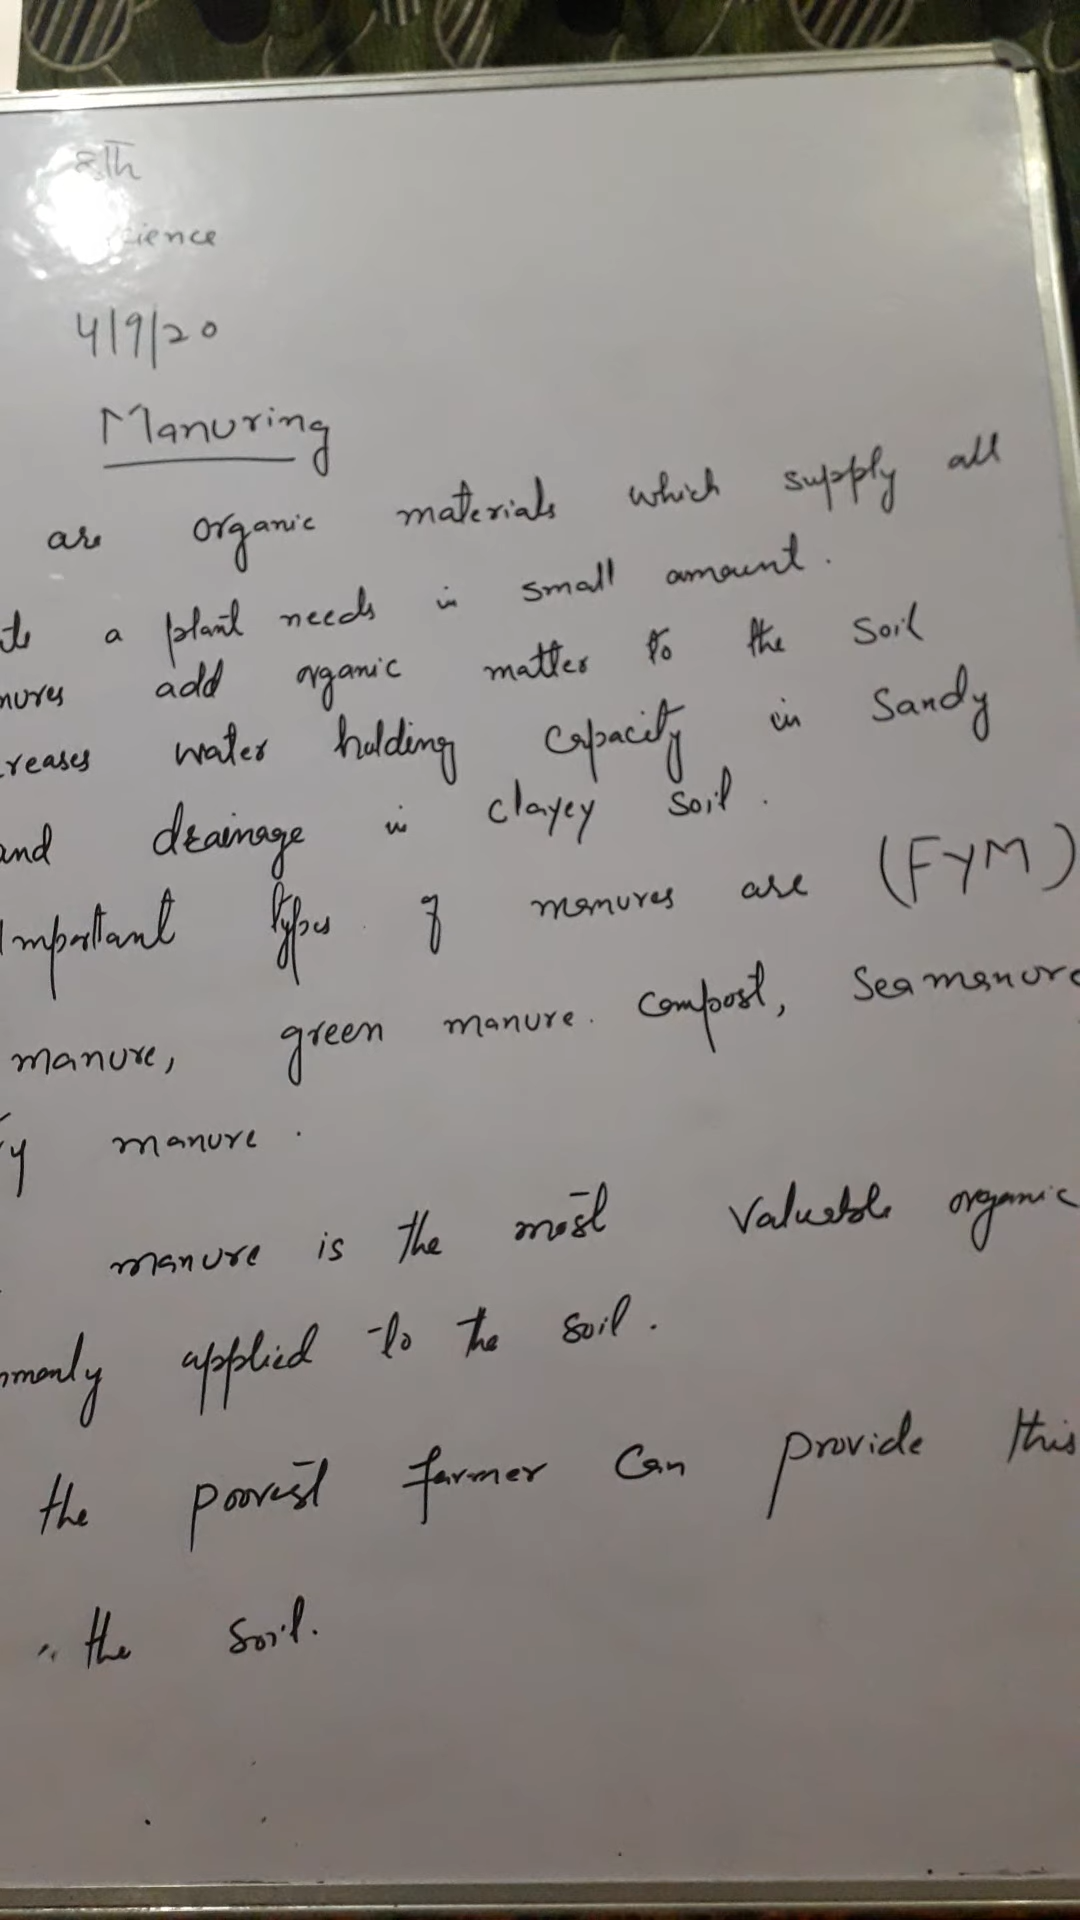 8th
cience
4/9/20
Manuring
are organic materials which supply all
a plant needs in small amount.
nures add organic matter to the soil
reases water holding capacity in Sandy
and drainage in clayey soil.
Important types of manures are (FYM)
manure, green manure. Compost, Sea manure
y manure.
manure is the most Valuable organic
monly applied to the soil.
the poorest farmer Can provide this
the soil.